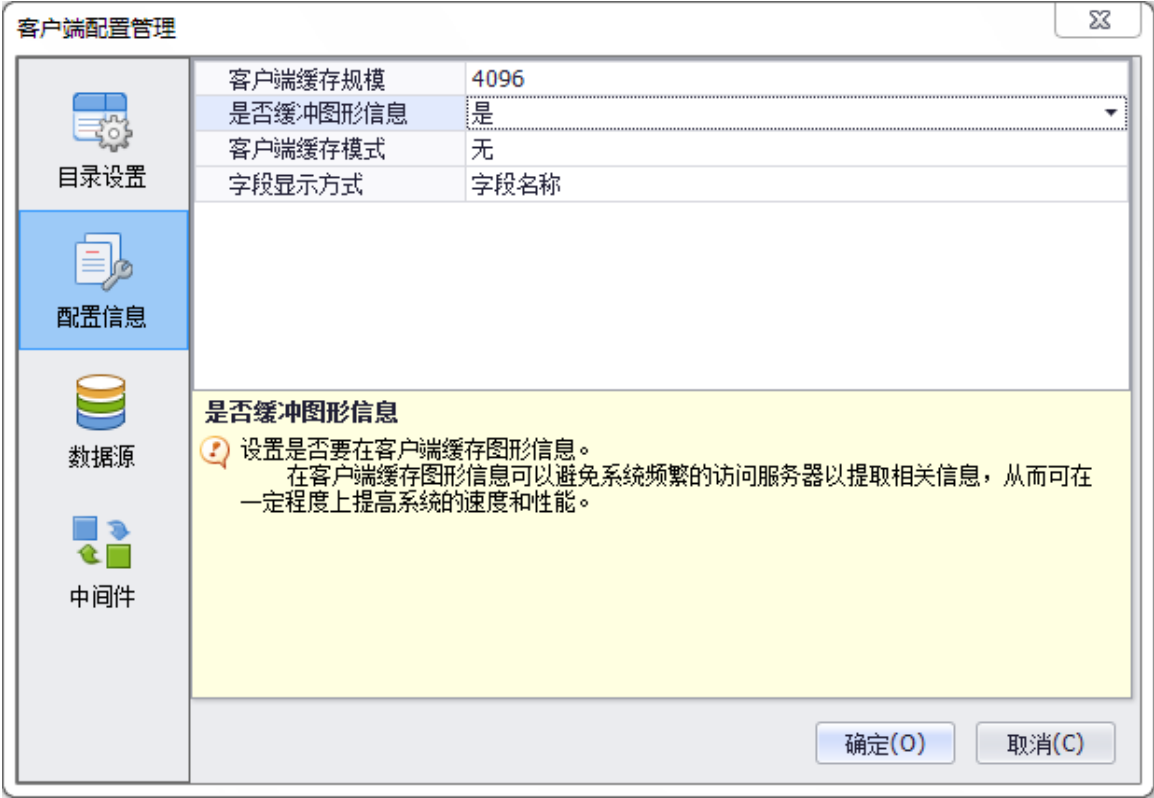 客户端配置管理
目录设置
配置信息
数据源
中间件
客户端缓存规模 4096
是否缓冲图形信息 是
客户端缓存模式 无
字段显示方式 字段名称
是否缓冲图形信息
设置是否要在客户端缓存图形信息。
在客户端缓存图形信息可以避免系统频繁的访问服务器以提取相关信息，从而可在
一定程度上提高系统的速度和性能。
确定(O) 取消(C)